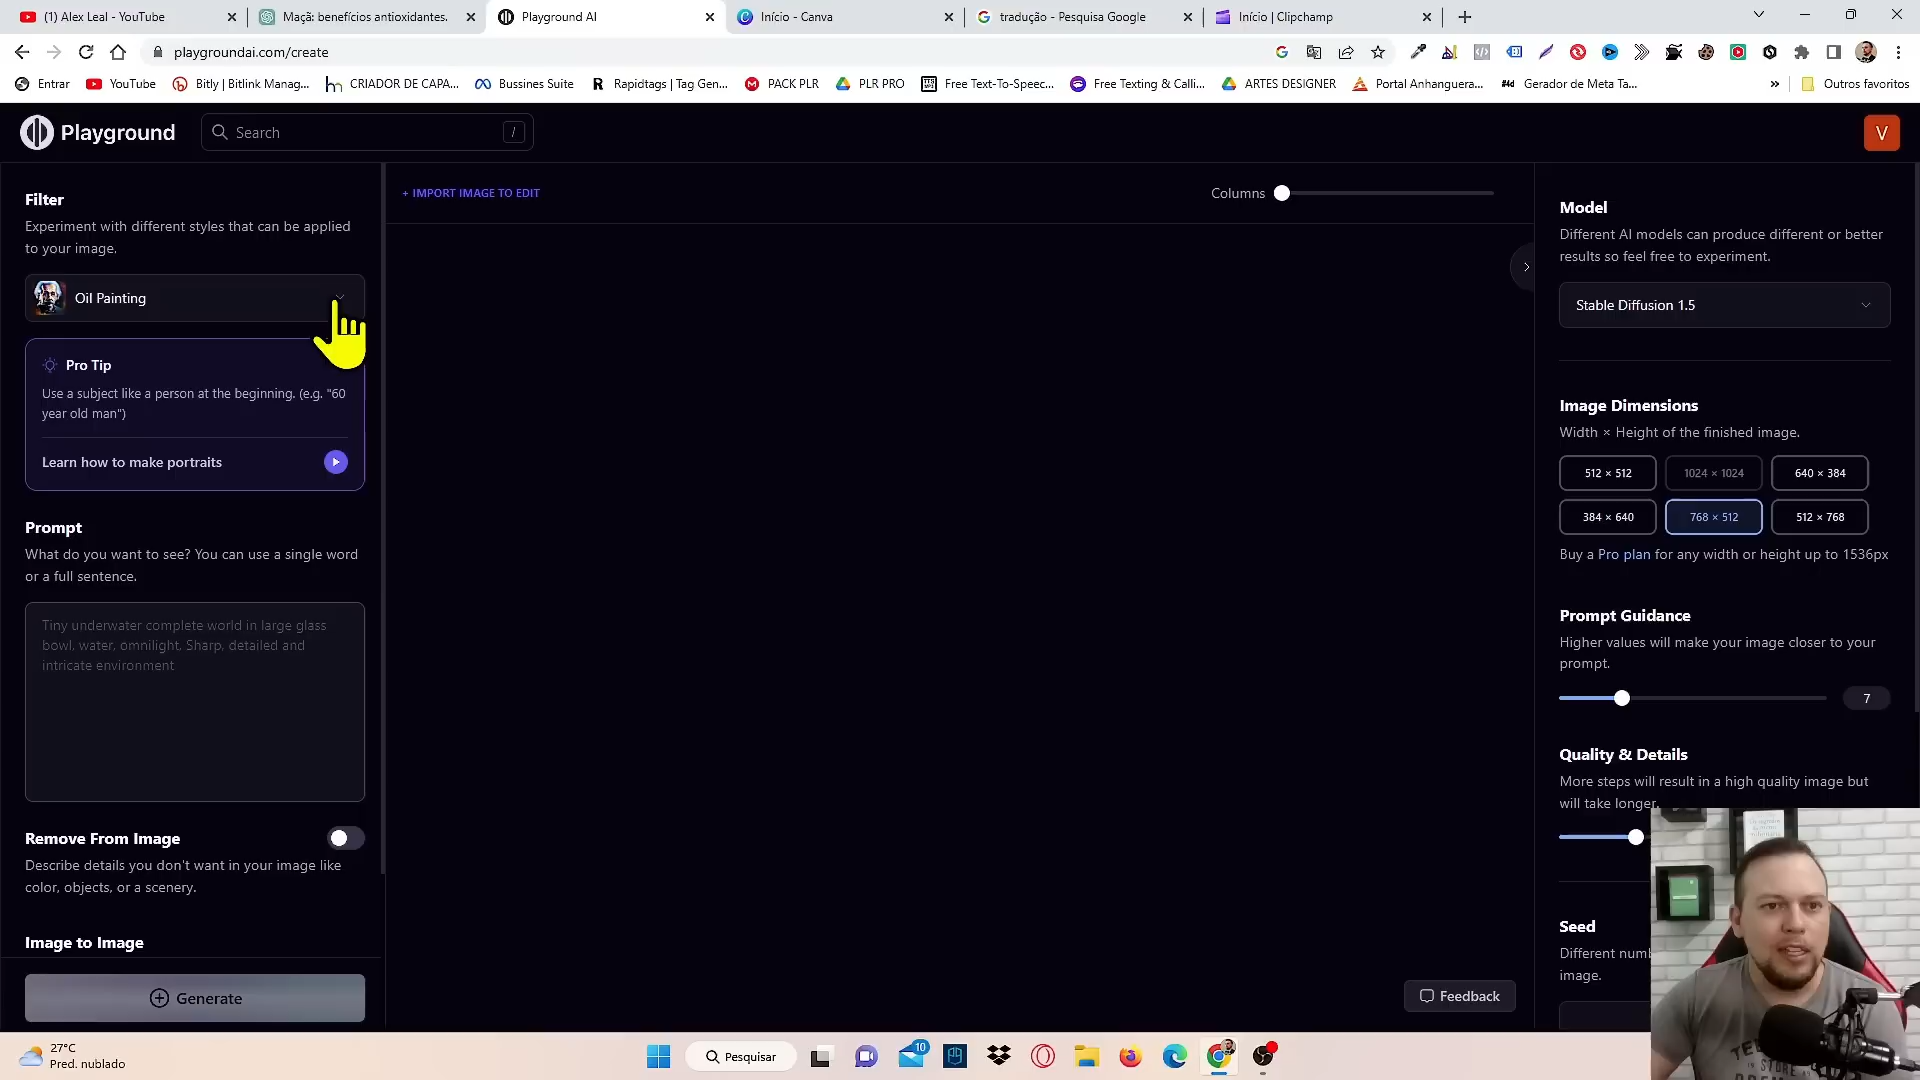 (1) Alex Leal - YouTube
Maçã: benefícios antioxidantes.
Playground AI
Início - Canva
tradução - Pesquisa Google
Início | Clipchamp
playgroundai.com/create
Entrar
YouTube
Bitly | Bitlink Manag...
CRIADOR DE CAPA...
Bussines Suite
Rapidtags | Tag Gen...
PACK PLR
PLR PRO
Free Text-To-Speec...
Free Texting & Calli...
ARTES DESIGNER
Portal Anhanguera...
Gerador de Meta Ta...
»
Outros favoritos
Playground
Search
/
V
Filter
Experiment with different styles that can be applied
to your image.
Oil Painting
Pro Tip
Use a subject like a person at the beginning. (e.g. "60
year old man")
Learn how to make portraits
Prompt
What do you want to see? You can use a single word
or a full sentence.
Tiny underwater complete world in large glass
bowl, water, omnilight, Sharp, detailed and
intricate environment
Remove From Image
Describe details you don't want in your image like
color, objects, or a scenery.
Image to Image
Generate
+ IMPORT IMAGE TO EDIT
Columns
Feedback
Model
Different AI models can produce different or better
results so feel free to experiment.
Stable Diffusion 1.5
Image Dimensions
Width × Height of the finished image.
512 × 512
1024 × 1024
640 × 384
384 × 640
768 × 512
512 × 768
Buy a Pro plan for any width or height up to 1536px
Prompt Guidance
Higher values will make your image closer to your
prompt.
7
Quality & Details
More steps will result in a high quality image but
will take longer.
Seed
Different numb
image.
27°C
Pred. nublado
Pesquisar
10